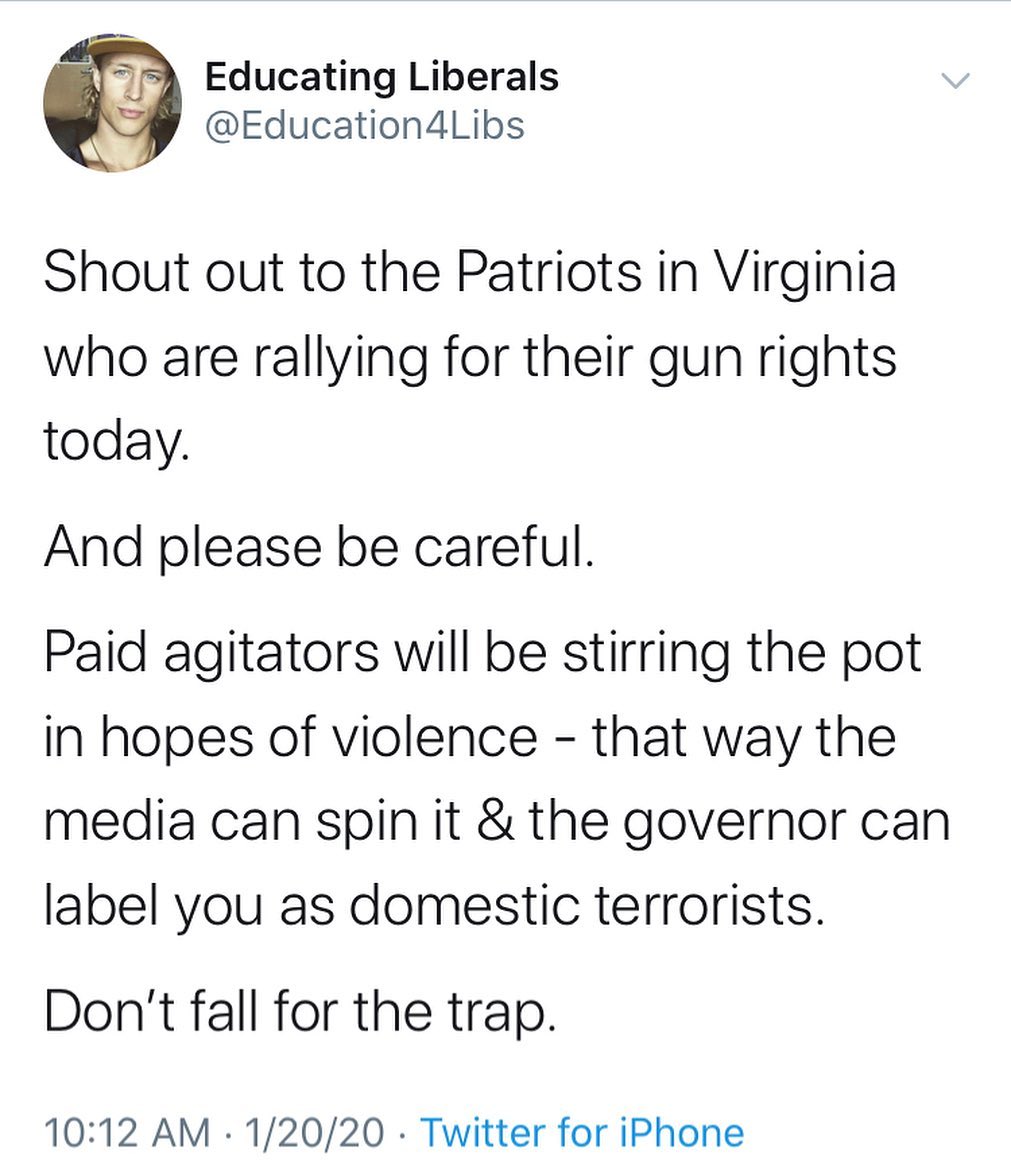 Educating Liberals
@Education4Libs
Shout out to the Patriots in Virginia
who are rallying for their gun rights
today.
And please be careful.
Paid agitators will be stirring the pot
in hopes of violence - that way the
media can spin it & the governor can
label you as domestic terrorists.
Don’t fall for the trap.
10:12 AM · 1/20/20 · Twitter for iPhone